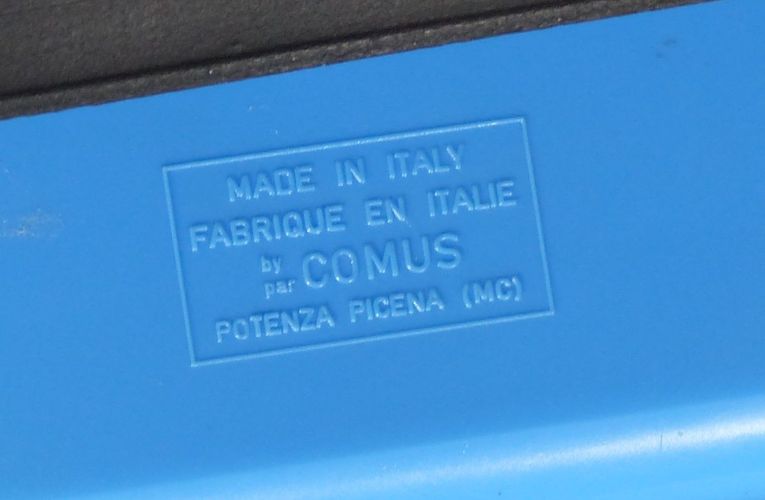 MADE IN ITALY
FABRIQUE EN ITALIE
by
par COMUS
POTENZA PICENA (MC)